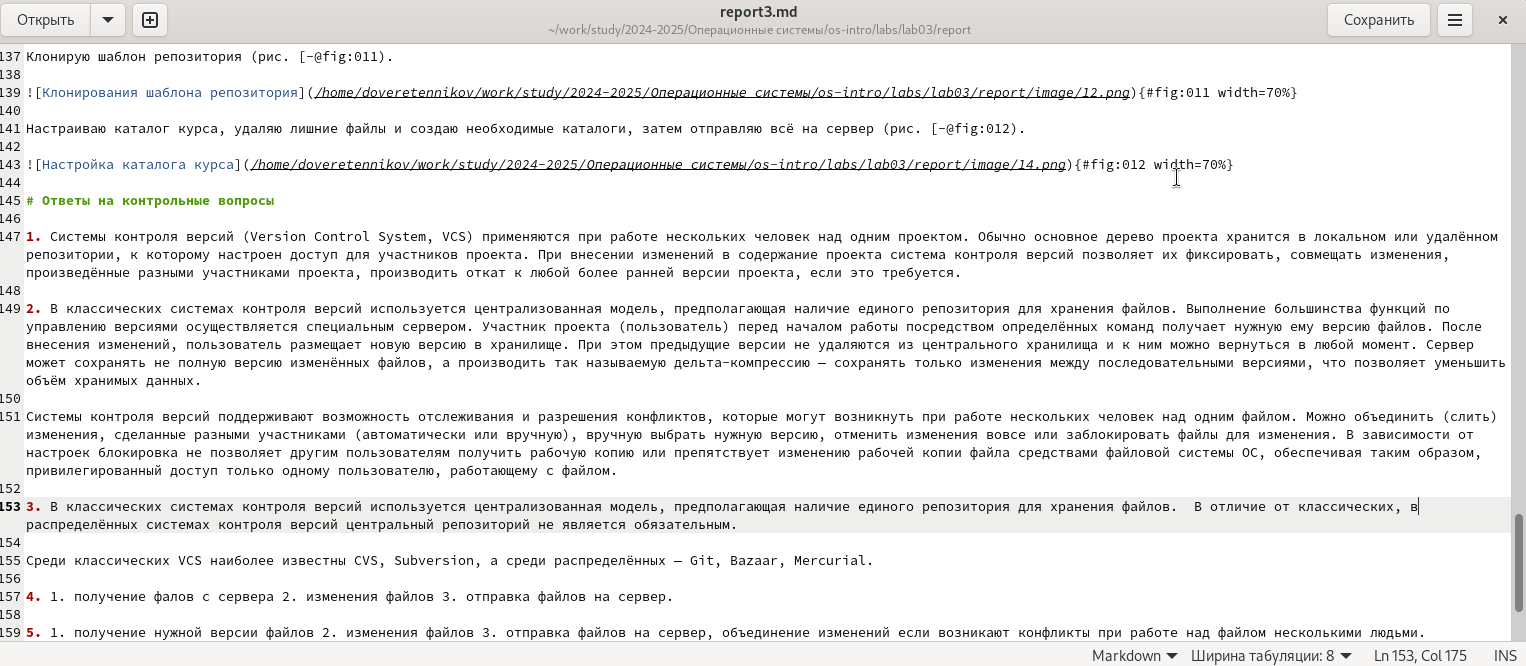 Открыть
report3.md
~/work/study/2024-2025/Операционные системы/os-intro/labs/lab03/report
Сохранить
137 Клонирую шаблон репозитория (рис. [-@fig:011).
138
139 ![Клонирования шаблона репозитория](/home/doveretennikov/work/study/2024-2025/Операционные системы/os-intro/labs/lab03/report/image/12.png){#fig:011 width=70%}
140
141 Настраиваю каталог курса, удаляю лишние файлы и создаю необходимые каталоги, затем отправляю всё на сервер (рис. [-@fig:012).
142
143 ![Настройка каталога курса](/home/doveretennikov/work/study/2024-2025/Операционные системы/os-intro/labs/lab03/report/image/14.png){#fig:012 width=70%}
144
145 # Ответы на контрольные вопросы
146
147 1. Системы контроля версий (Version Control System, VCS) применяются при работе нескольких человек над одним проектом. Обычно основное дерево проекта хранится в локальном или удалённом
репозитории, к которому настроен доступ для участников проекта. При внесении изменений в содержание проекта система контроля версий позволяет их фиксировать, совмещать изменения,
произведённые разными участниками проекта, производить откат к любой более ранней версии проекта, если это требуется.
148
149 2. В классических системах контроля версий используется централизованная модель, предполагающая наличие единого репозитория для хранения файлов. Выполнение большинства функций по
управлению версиями осуществляется специальным сервером. Участник проекта (пользователь) перед началом работы посредством определённых команд получает нужную ему версию файлов. После
внесения изменений, пользователь размещает новую версию в хранилище. При этом предыдущие версии не удаляются из центрального хранилища и к ним можно вернуться в любой момент. Сервер
может сохранять не полную версию изменённых файлов, а производить так называемую дельта-компрессию — сохранять только изменения между последовательными версиями, что позволяет уменьшить
объём хранимых данных.
150
151 Системы контроля версий поддерживают возможность отслеживания и разрешения конфликтов, которые могут возникнуть при работе нескольких человек над одним файлом. Можно объединить (слить)
изменения, сделанные разными участниками (автоматически или вручную), вручную выбрать нужную версию, отменить изменения вовсе или заблокировать файлы для изменения. В зависимости от
настроек блокировка не позволяет другим пользователям получить рабочую копию или препятствует изменению рабочей копии файла средствами файловой системы ОС, обеспечивая таким образом,
привилегированный доступ только одному пользователю, работающему с файлом.
152
153 3. В классических системах контроля версий используется централизованная модель, предполагающая наличие единого репозитория для хранения файлов.  В отличие от классических, в
распределённых системах контроля версий центральный репозиторий не является обязательным.
154
155 Среди классических VCS наиболее известны CVS, Subversion, а среди распределённых — Git, Bazaar, Mercurial.
156
157 4. 1. получение фалов с сервера 2. изменения файлов 3. отправка файлов на сервер.
158
159 5. 1. получение нужной версии файлов 2. изменения файлов 3. отправка файлов на сервер, объединение изменений если возникают конфликты при работе над файлом несколькими людьми.
Markdown Ширина табуляции: 8 Ln 153, Col 175 INS